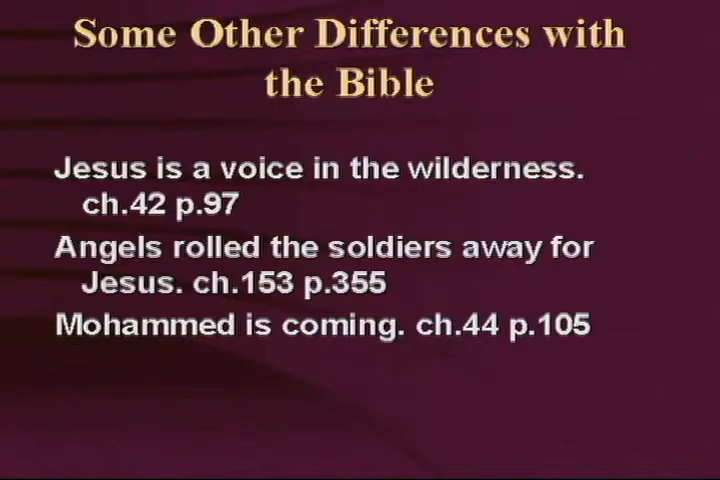 Some Other Differences with
the Bible
Jesus is a voice in the wilderness.
ch.42 p.97
Angels rolled the soldiers away for
Jesus. ch.153 p.355
Mohammed is coming. ch.44 p.105